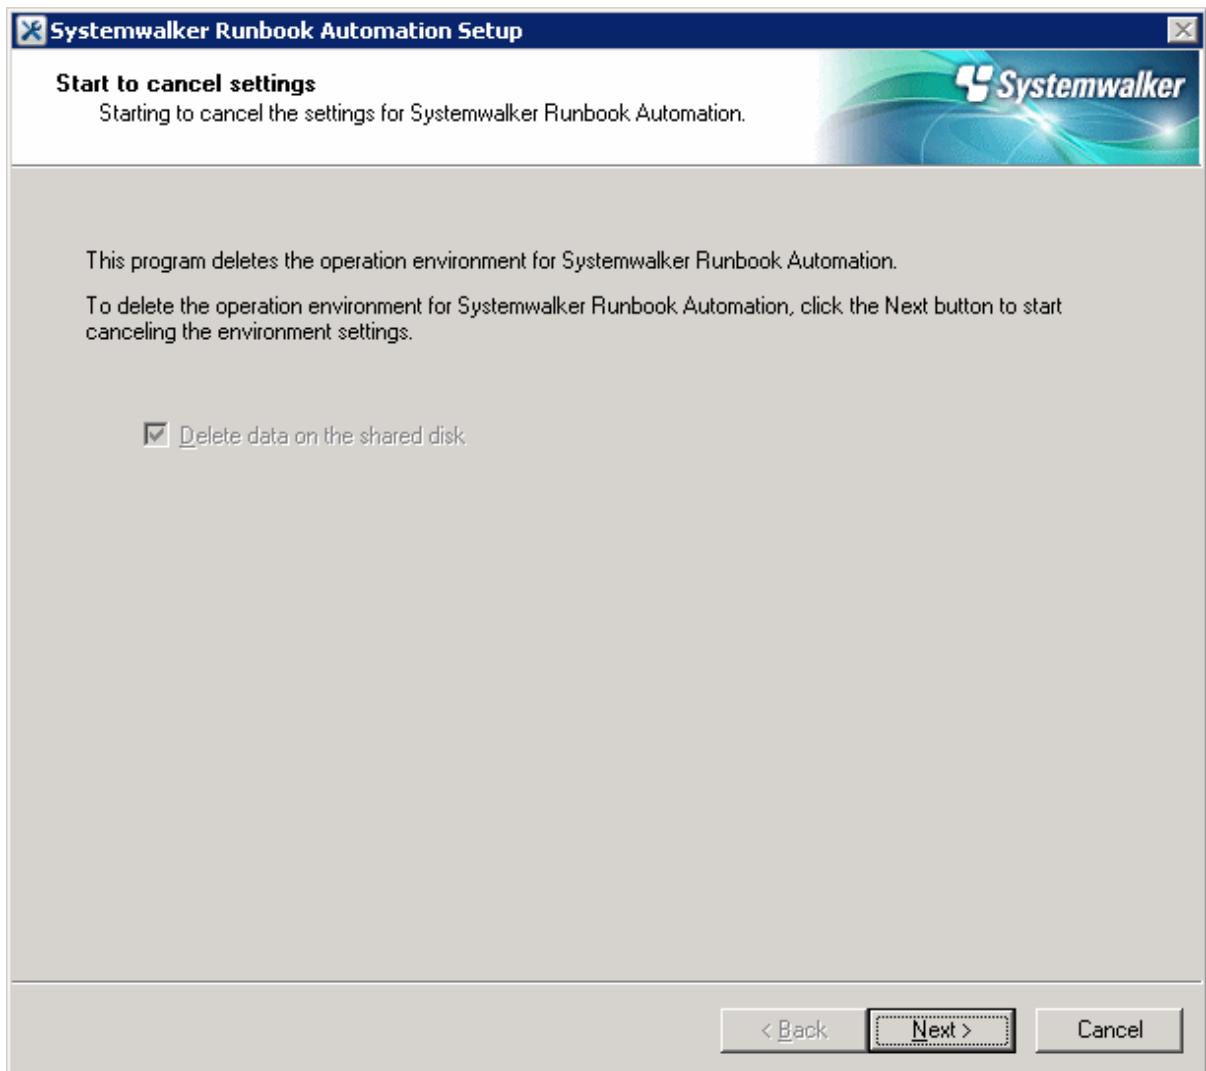 Systemwalker Runbook Automation Setup
Start to cancel settings
Starting to cancel the settings for Systemwalker Runbook Automation.
Systemwalker
This program deletes the operation environment for Systemwalker Runbook Automation.
To delete the operation environment for Systemwalker Runbook Automation, click the Next button to start
canceling the environment settings.
Delete data on the shared disk
< Back
Next >
Cancel